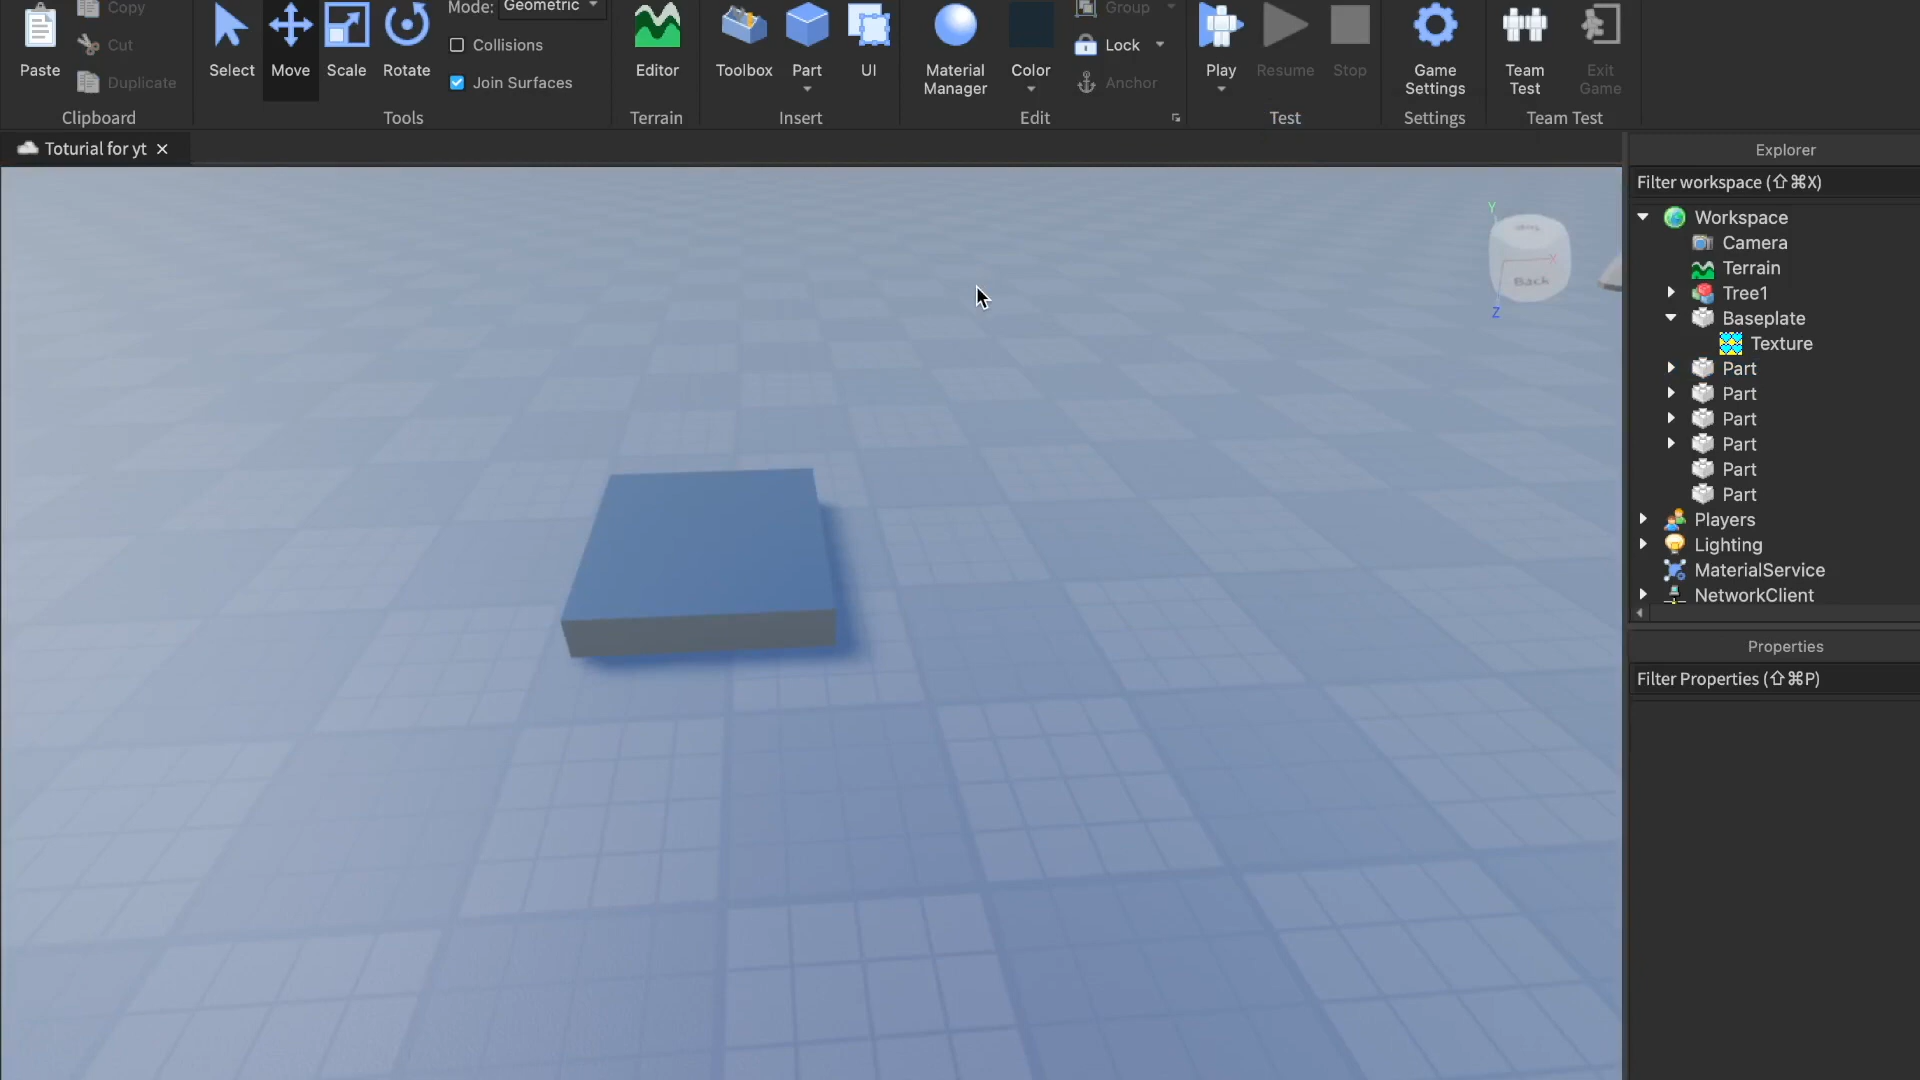 Copy
Mode: Geometric
Group
Cut
Collisions
Lock
Paste
Duplicate
Select
Move
Scale
Rotate
Join Surfaces
Editor
Toolbox
Part
UI
Material
Manager
Color
Anchor
Play
Resume
Stop
Game
Settings
Team
Test
Exit
Game
Clipboard
Tools
Terrain
Insert
Edit
Test
Settings
Team Test
Toturial for yt
Explorer
Filter workspace (⇧⌘X)
Workspace
Camera
Terrain
Tree1
Baseplate
Texture
Part
Part
Part
Part
Part
Part
Players
Lighting
MaterialService
NetworkClient
Properties
Filter Properties (⇧⌘P)
Y
X
Back
Z